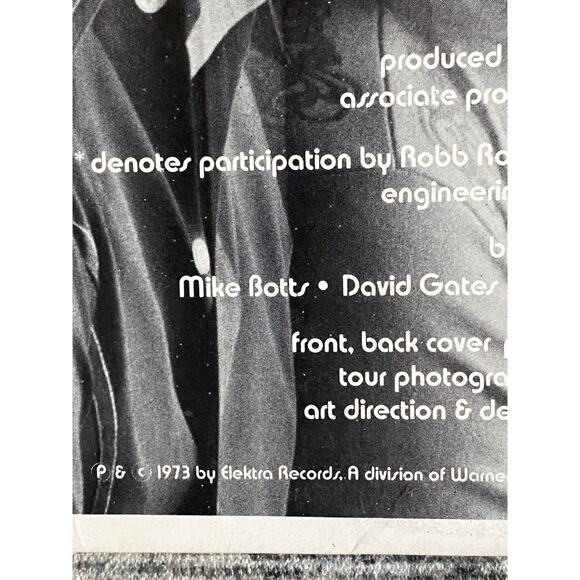 produced
associate pro
* denotes participation by Robb Ro
engineerin
b
Mike Botts • David Gates
front, back cover p
tour photogra
art direction & de
Ⓟ & © 1973 by Elektra Records, A division of Warne